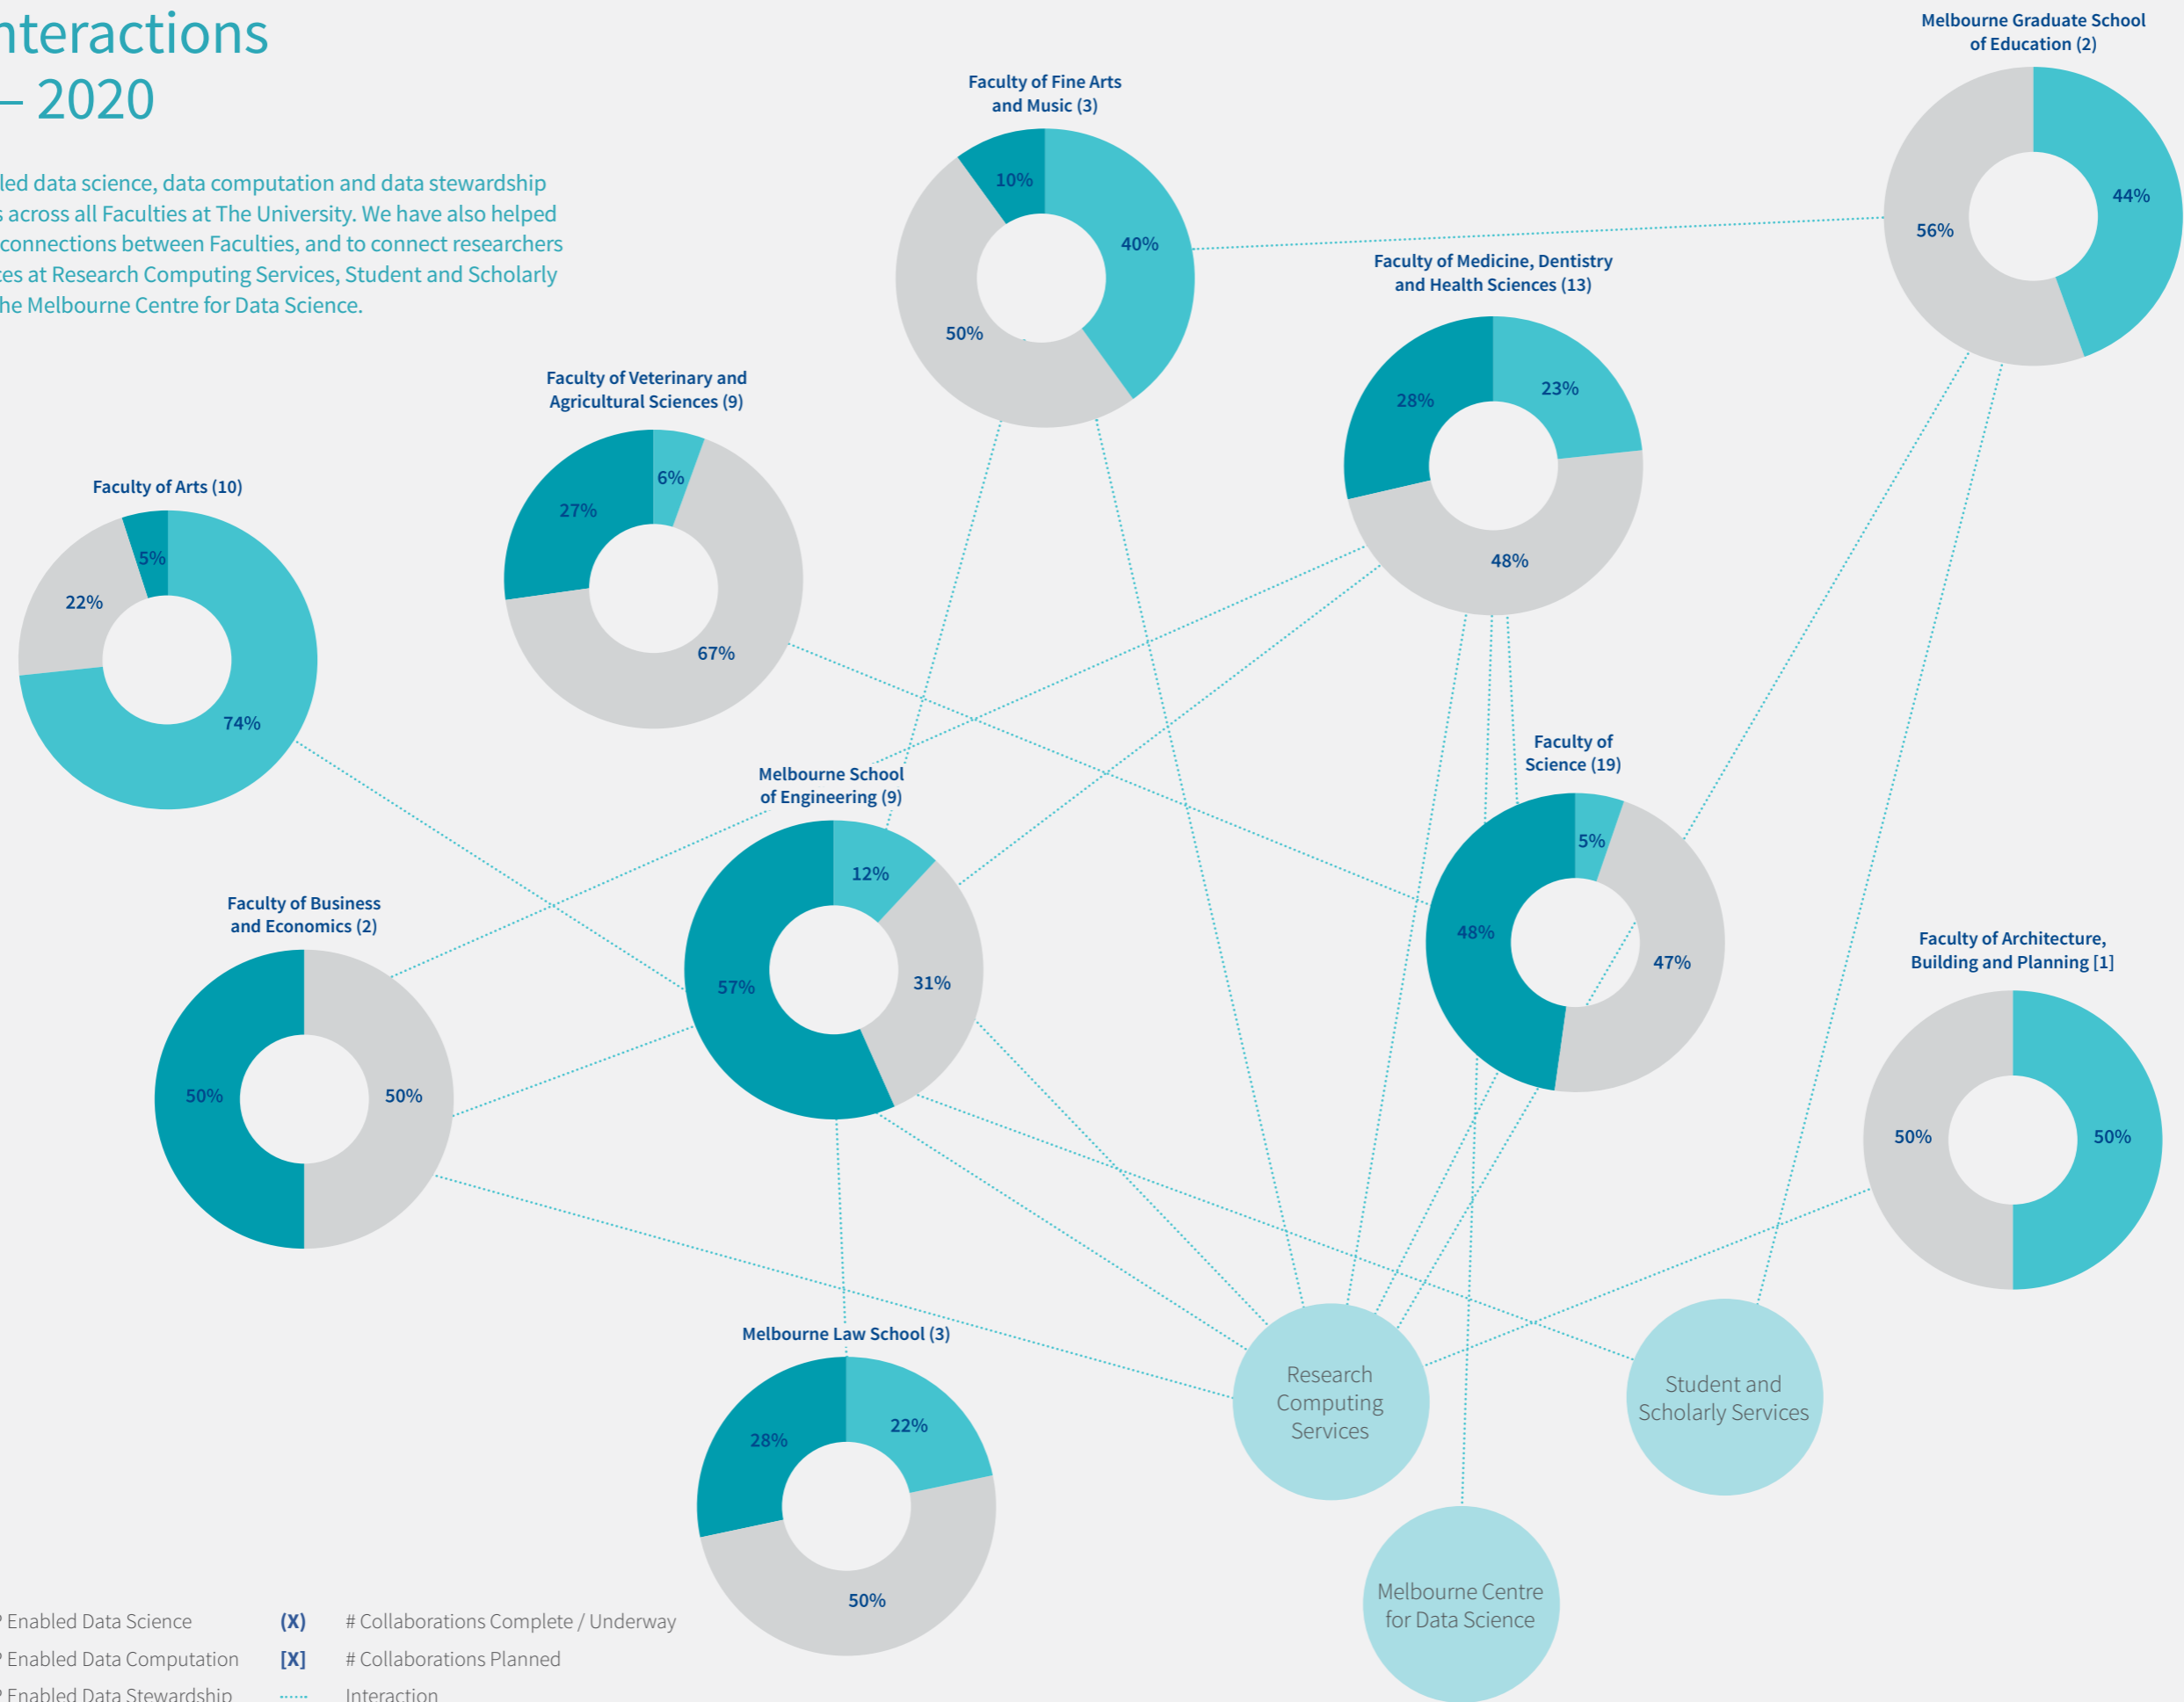 nteractions
– 2020
led data science, data computation and data stewardship
s across all Faculties at The University. We have also helped
connections between Faculties, and to connect researchers
ces at Research Computing Services, Student and Scholarly
he Melbourne Centre for Data Science.
Melbourne Graduate School
of Education (2)
44%
56%
Faculty of Fine Arts
and Music (3)
10%
40%
50%
Faculty of Medicine, Dentistry
and Health Sciences (13)
23%
28%
48%
Faculty of Veterinary and
Agricultural Sciences (9)
6%
27%
67%
Faculty of Arts (10)
5%
22%
74%
Melbourne School
of Engineering (9)
12%
57%
31%
Faculty of
Science (19)
5%
48%
47%
Faculty of Business
and Economics (2)
50%
50%
Faculty of Architecture,
Building and Planning [1]
50%
50%
Melbourne Law School (3)
28%
22%
50%
Research
Computing
Services
Student and
Scholarly Services
Melbourne Centre
for Data Science
Enabled Data Science
Enabled Data Computation
Enabled Data Stewardship
(X) # Collaborations Complete / Underway
[X] # Collaborations Planned
Interaction